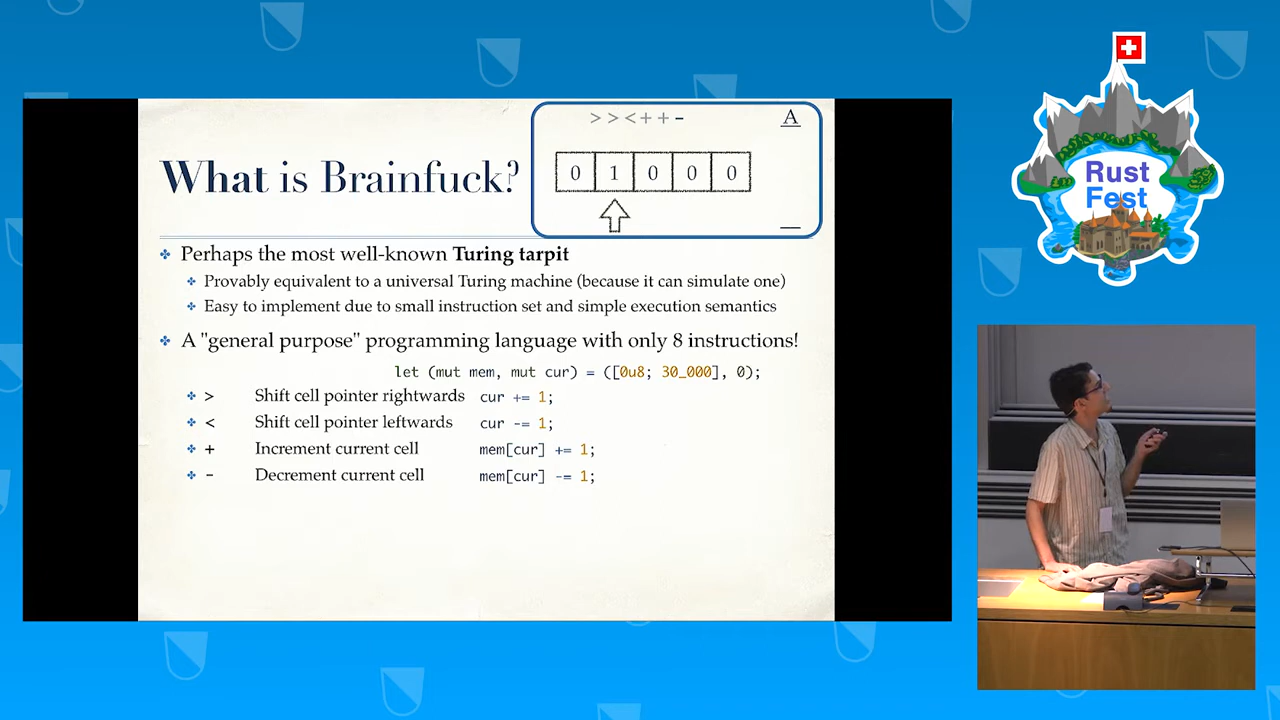 > > < + + -
A
What is Brainfuck?
0 1 0 0 0
Perhaps the most well-known Turing tarpit
Provably equivalent to a universal Turing machine (because it can simulate one)
Easy to implement due to small instruction set and simple execution semantics
A "general purpose" programming language with only 8 instructions!
let (mut mem, mut cur) = ([0u8; 30_000], 0);
> Shift cell pointer rightwards cur += 1;
< Shift cell pointer leftwards cur -= 1;
+ Increment current cell mem[cur] += 1;
- Decrement current cell mem[cur] -= 1;
Rust
Fest